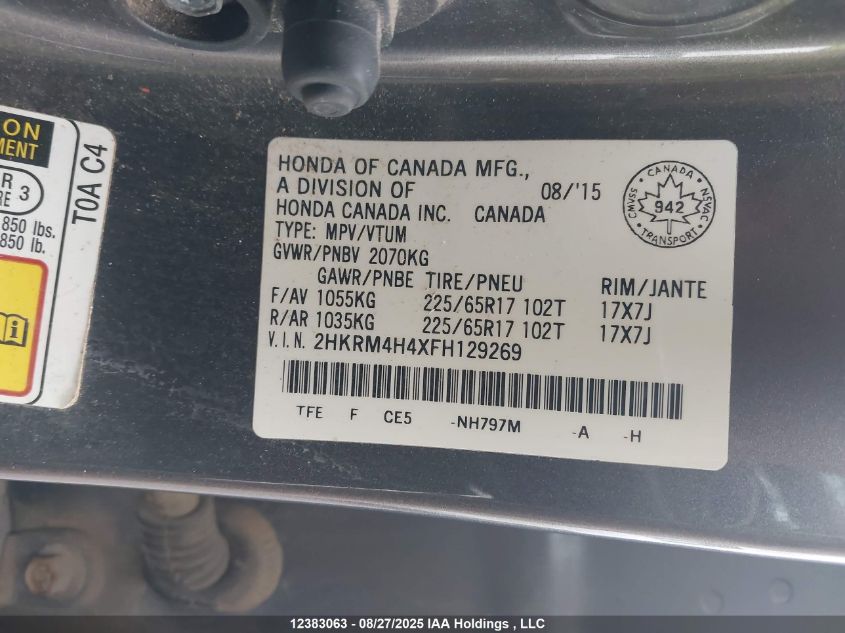 ON
MENT
R 3
RE
850 lbs.
850 lb.
T0A C4
HONDA OF CANADA MFG.,
A DIVISION OF 08/'15
HONDA CANADA INC. CANADA
TYPE: MPV/VTUM
GVWR/PNBV 2070KG
GAWR/PNBE TIRE/PNEU RIM/JANTE
F/AV 1055KG 225/65R17 102T 17X7J
R/AR 1035KG 225/65R17 102T 17X7J
V.I.N. 2HKRM4H4XFH129269
TFE F CE5 -NH797M -A -H
CANADA
CMVSS 942 NSVAC
TRANSPORT
12383063 - 08/27/2025 IAA Holdings , LLC